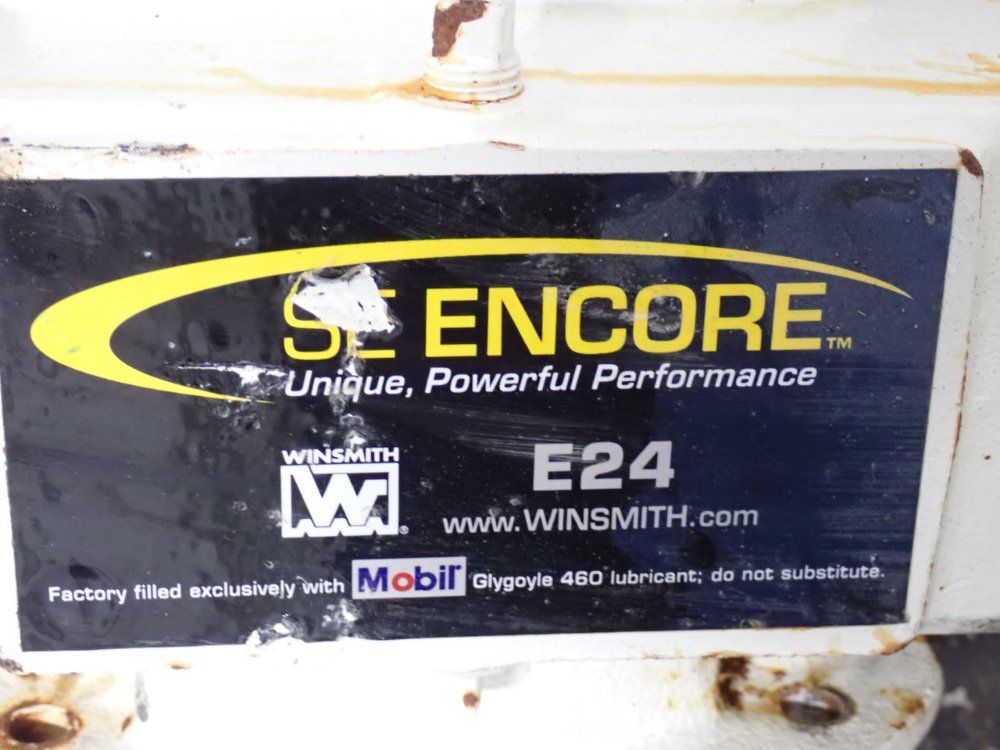 SE ENCORE™
Unique, Powerful Performance
WINSMITH
W
®
E24
www.WINSMITH.com
Factory filled exclusively with Mobil Glygoyle 460 lubricant; do not substitute.